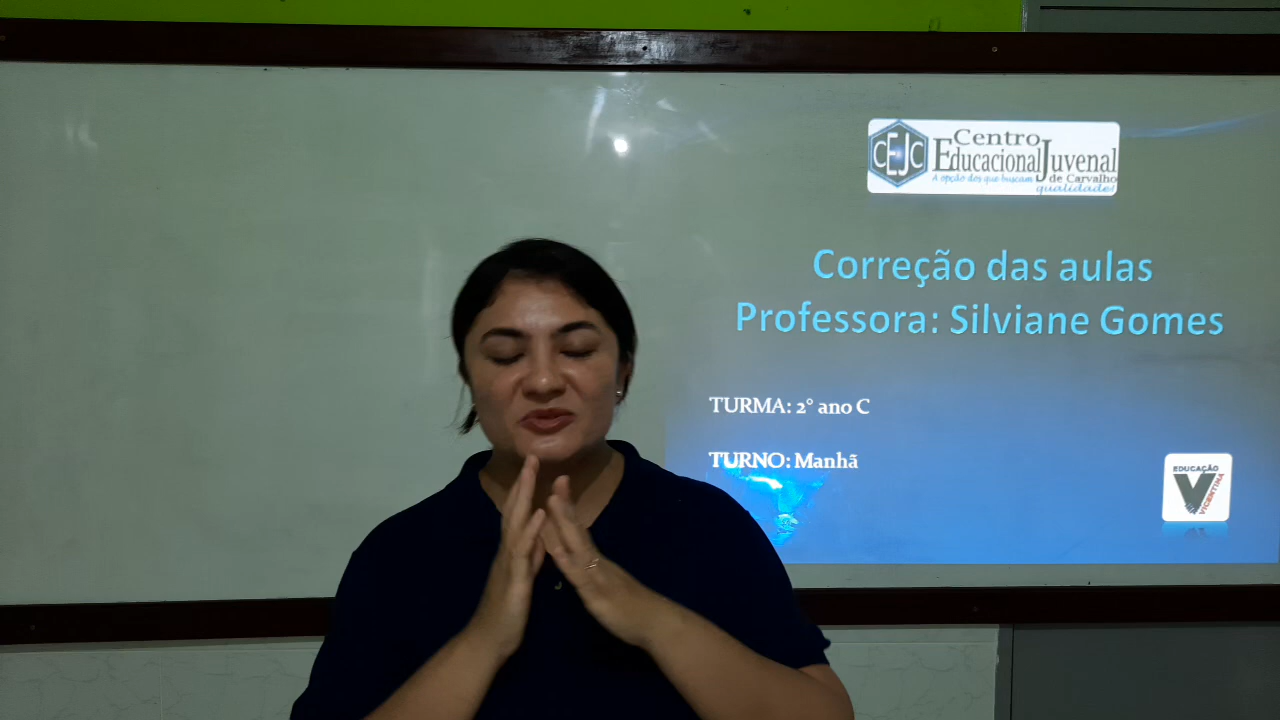 CEJC
Centro
Educacional Juvenal
de Carvalho
A opção dos que buscam
qualidade!
Correção das aulas
Professora: Silviane Gomes
TURMA: 2° ano C
TURNO: Manhã
EDUCAÇÃO
V
VICENTINA